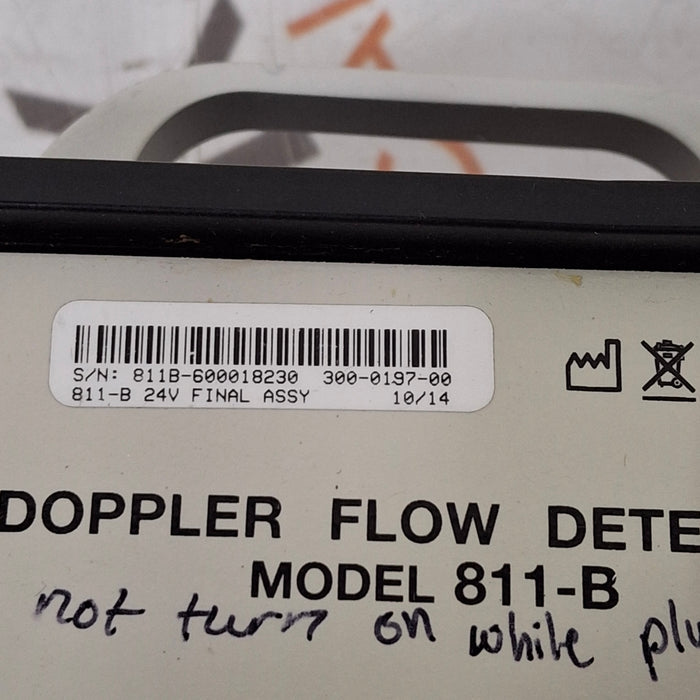 S/N: 811B-600018230 300-0197-00
811-B 24V FINAL ASSY 10/14
DOPPLER FLOW DETE
MODEL 811-B
not turn on while plu